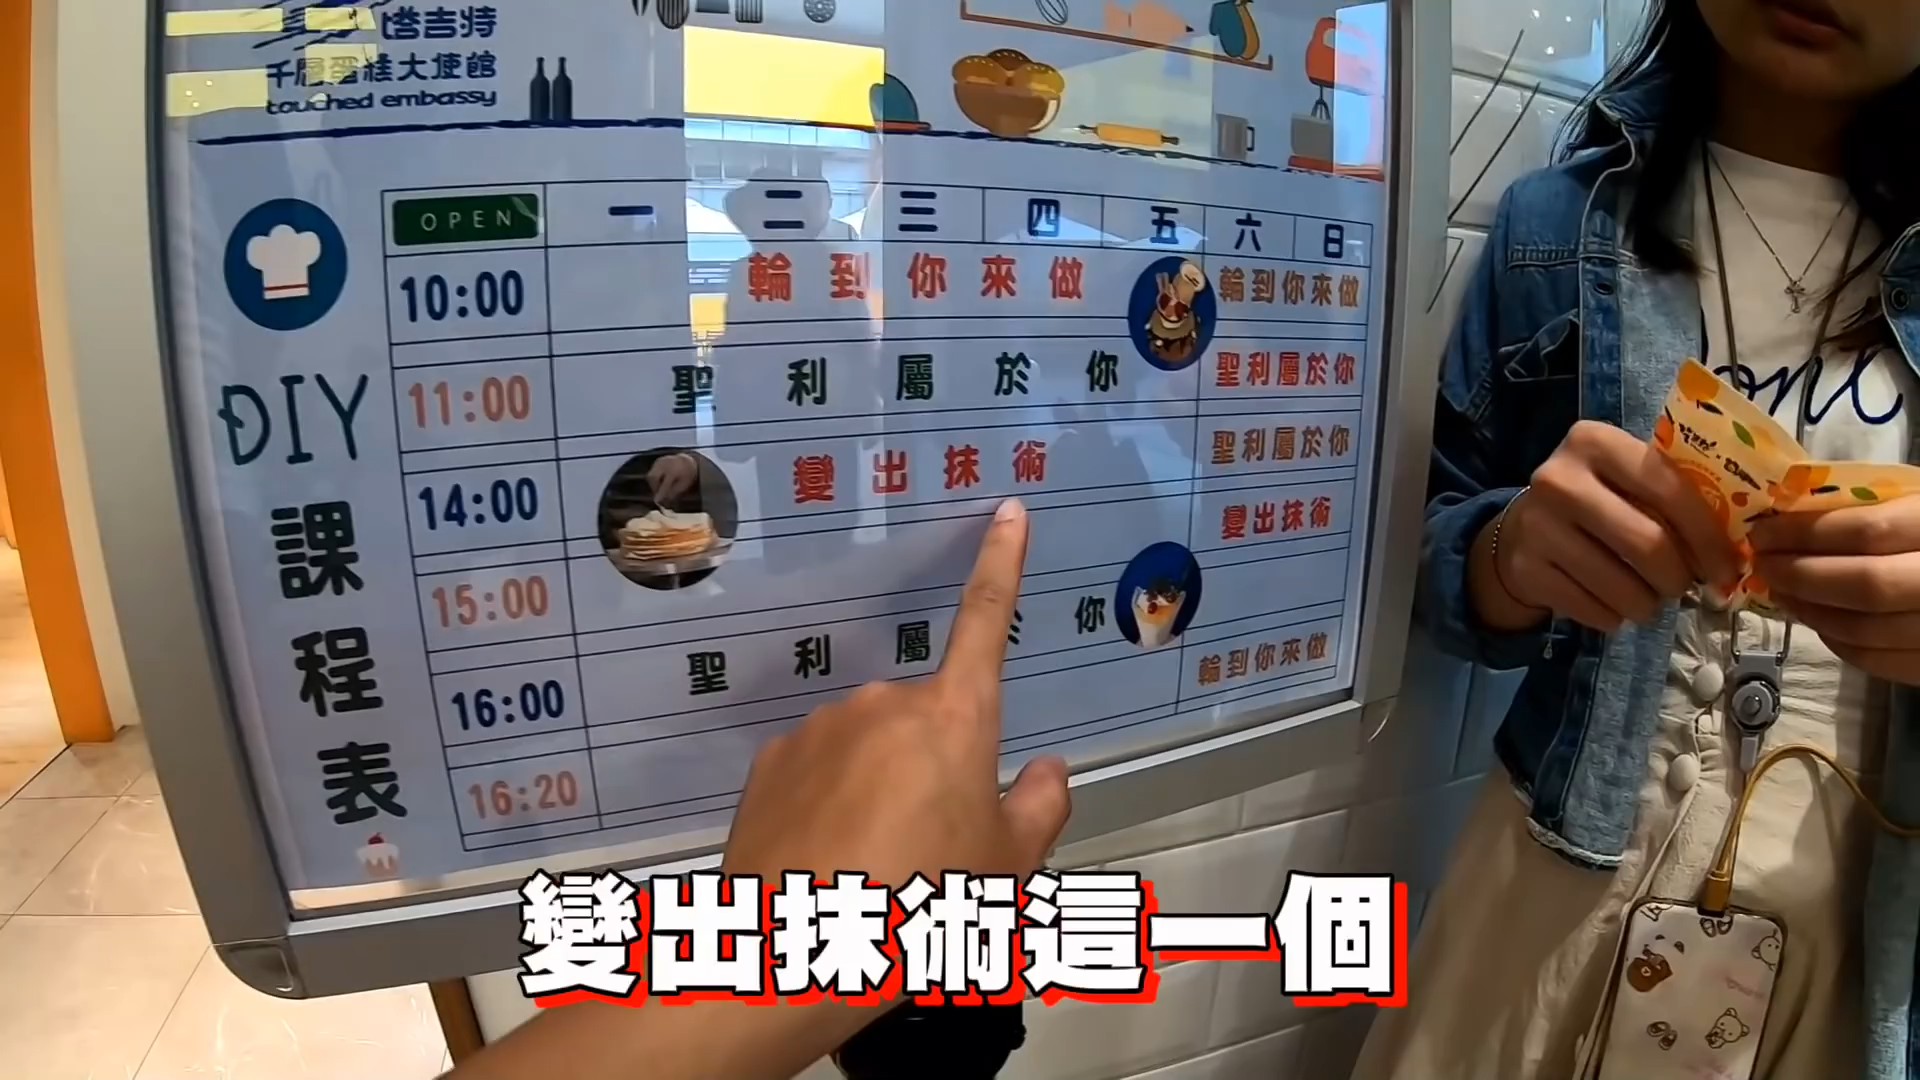 塔吉特
千層蛋糕大使館
touched embassy
OPEN 一 二 三 四 五 六 日
10:00 輪到你來做 輪到你來做
11:00 聖利屬於你 聖利屬於你
14:00 變出抹術 聖利屬於你
15:00 變出抹術
16:00 聖利屬於你 輪到你來做
16:20
DIY
課
程
表
變出抹術這一個